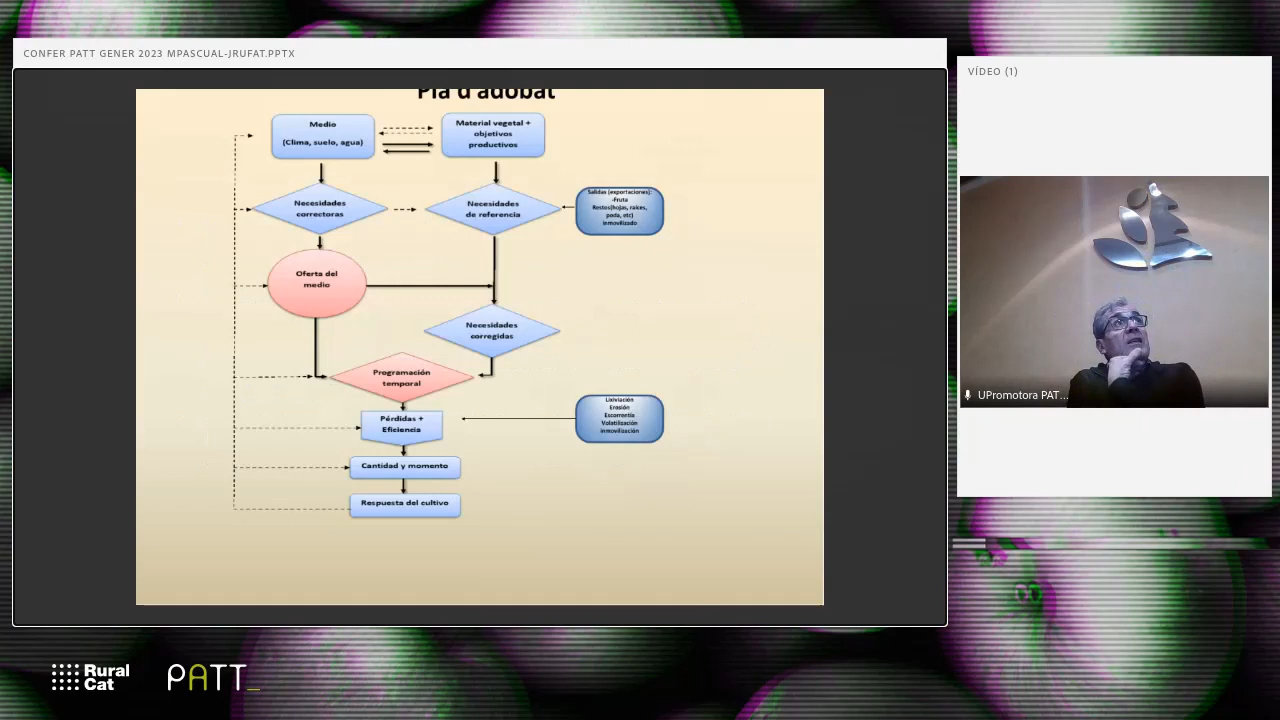 CONFER PATT GENER 2023 MPASCUAL-JRUFAT.PPTX
VÍDEO (1)
Pla d'adobat
Medio
(Clima, suelo, agua)
Material vegetal +
objetivos
productivos
Necesidades
correctoras
Necesidades
de referencia
Salidas (exportaciones):
-Fruta
Restos(hojas, raíces,
poda, etc)
inmovilizado
Oferta del
medio
Necesidades
corregidas
Programación
temporal
Pérdidas +
Eficiencia
Lixiviación
Erosión
Escorrentía
Volatilización
inmovilización
Cantidad y momento
Respuesta del cultivo
UPromotora PAT...
Rural
Cat
PATT_